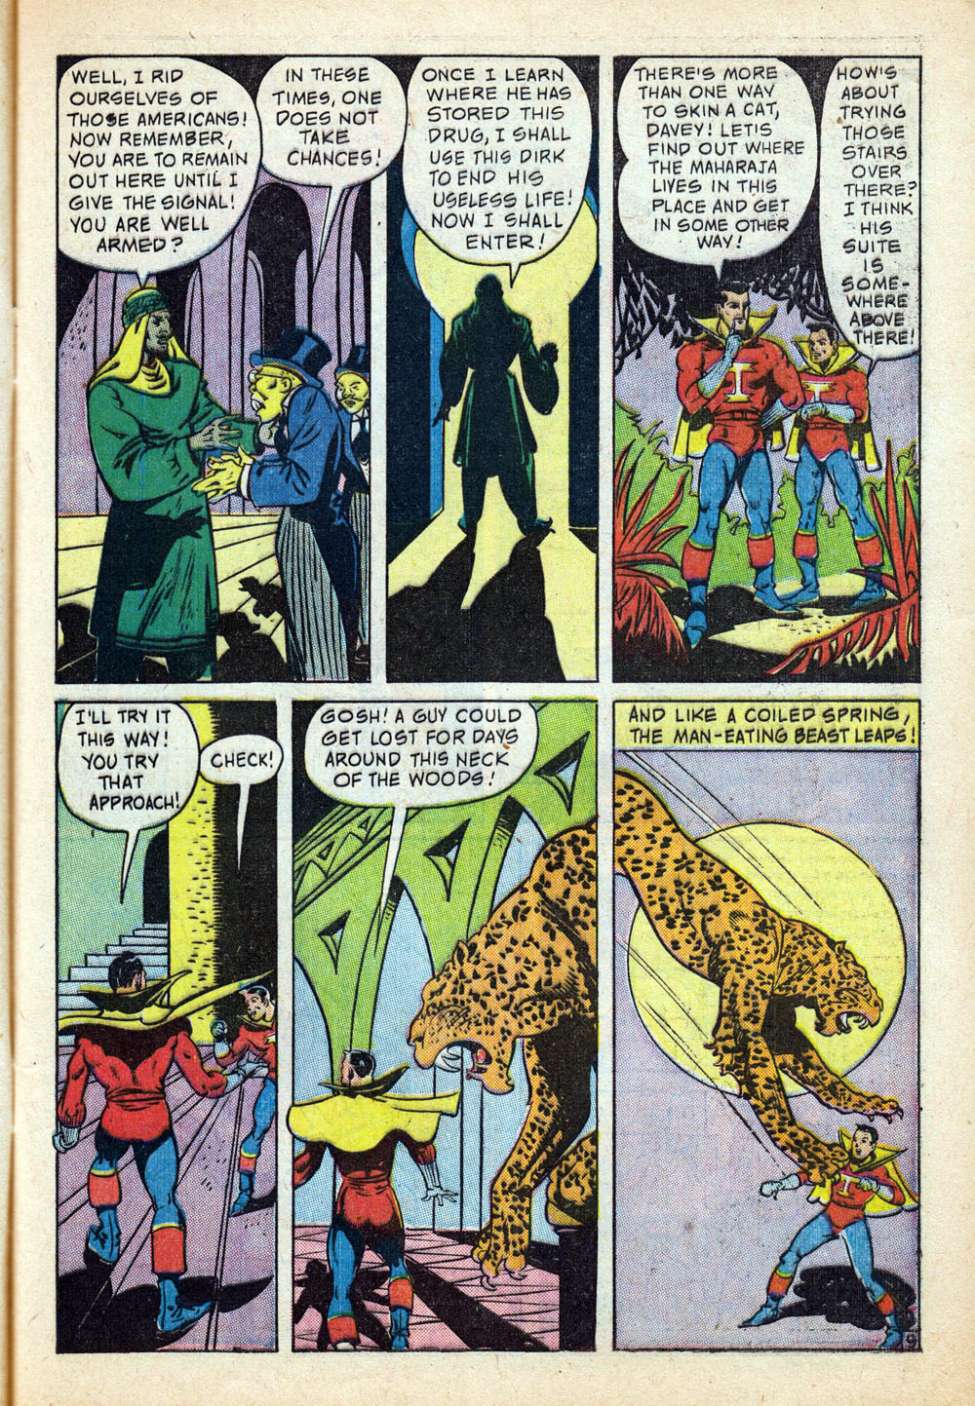 WELL, I RID
OURSELVES OF
THOSE AMERICANS!
NOW REMEMBER,
YOU ARE TO REMAIN
OUT HERE UNTIL I
GIVE THE SIGNAL!
YOU ARE WELL
ARMED?
IN THESE
TIMES, ONE
DOES NOT
TAKE
CHANCES!
ONCE I LEARN
WHERE HE HAS
STORED THIS
DRUG, I SHALL
USE THIS DIRK
TO END HIS
USELESS LIFE!
NOW I SHALL
ENTER!
THERE'S MORE
THAN ONE WAY
TO SKIN A CAT,
DAVEY! LET'S
FIND OUT WHERE
THE MAHARAJA
LIVES IN THIS
PLACE AND GET
IN SOME OTHER
WAY!
HOW'S
ABOUT
TRYING
THOSE
STAIRS
OVER
THERE?
I THINK
HIS
SUITE
IS
SOME-
WHERE
ABOVE
THERE!
I
I
I'LL TRY IT
THIS WAY!
YOU TRY
THAT
APPROACH!
CHECK!
GOSH! A GUY COULD
GET LOST FOR DAYS
AROUND THIS NECK
OF THE WOODS!
AND LIKE A COILED SPRING,
THE MAN-EATING BEAST LEAPS!
I
9